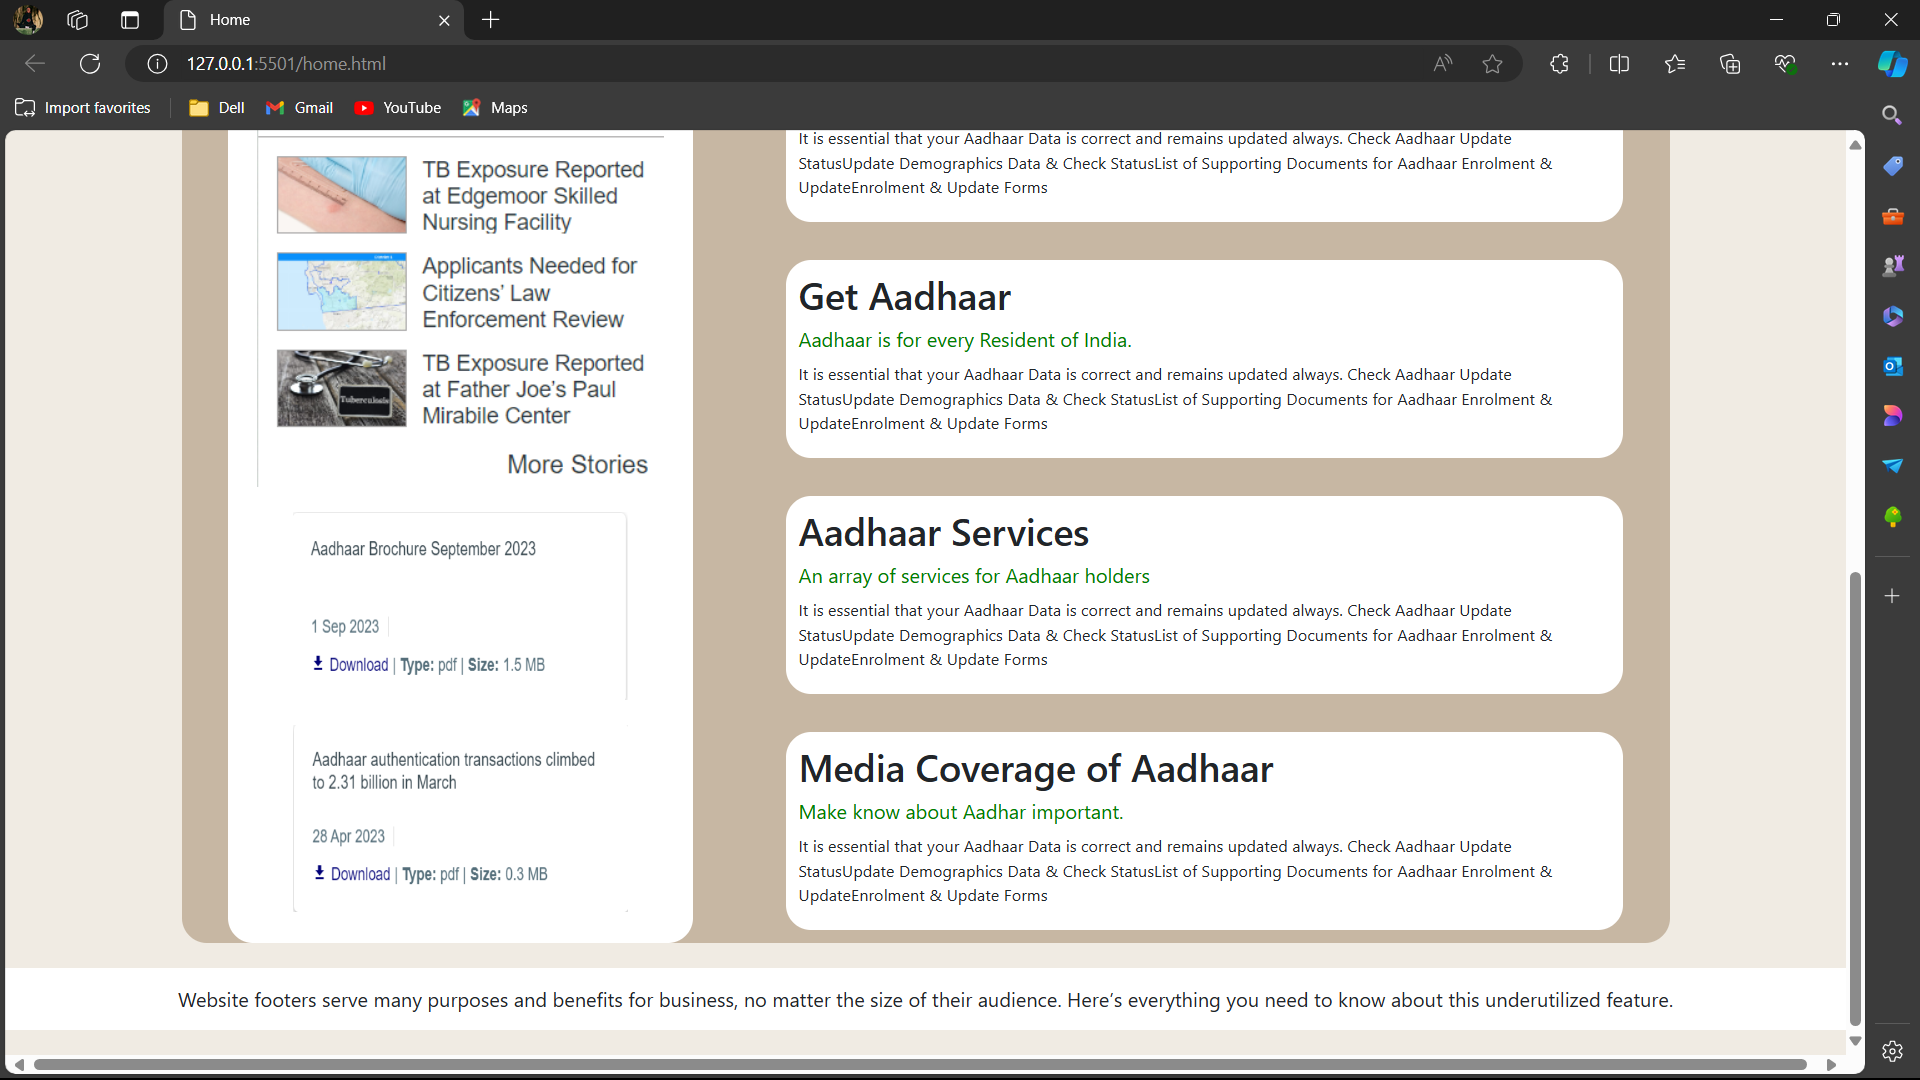 Home
127.0.0.1:5501/home.html
Import favorites
Dell
Gmail
YouTube
Maps
TB Exposure Reported
at Edgemoor Skilled
Nursing Facility
Applicants Needed for
Citizens’ Law
Enforcement Review
Tuberculosis
TB Exposure Reported
at Father Joe’s Paul
Mirabile Center
More Stories
Aadhaar Brochure September 2023
1 Sep 2023
Download | Type: pdf | Size: 1.5 MB
Aadhaar authentication transactions climbed
to 2.31 billion in March
28 Apr 2023
Download | Type: pdf | Size: 0.3 MB
It is essential that your Aadhaar Data is correct and remains updated always. Check Aadhaar Update
StatusUpdate Demographics Data & Check StatusList of Supporting Documents for Aadhaar Enrolment &
UpdateEnrolment & Update Forms
Get Aadhaar
Aadhaar is for every Resident of India.
It is essential that your Aadhaar Data is correct and remains updated always. Check Aadhaar Update
StatusUpdate Demographics Data & Check StatusList of Supporting Documents for Aadhaar Enrolment &
UpdateEnrolment & Update Forms
Aadhaar Services
An array of services for Aadhaar holders
It is essential that your Aadhaar Data is correct and remains updated always. Check Aadhaar Update
StatusUpdate Demographics Data & Check StatusList of Supporting Documents for Aadhaar Enrolment &
UpdateEnrolment & Update Forms
Media Coverage of Aadhaar
Make know about Aadhar important.
It is essential that your Aadhaar Data is correct and remains updated always. Check Aadhaar Update
StatusUpdate Demographics Data & Check StatusList of Supporting Documents for Aadhaar Enrolment &
UpdateEnrolment & Update Forms
Website footers serve many purposes and benefits for business, no matter the size of their audience. Here’s everything you need to know about this underutilized feature.